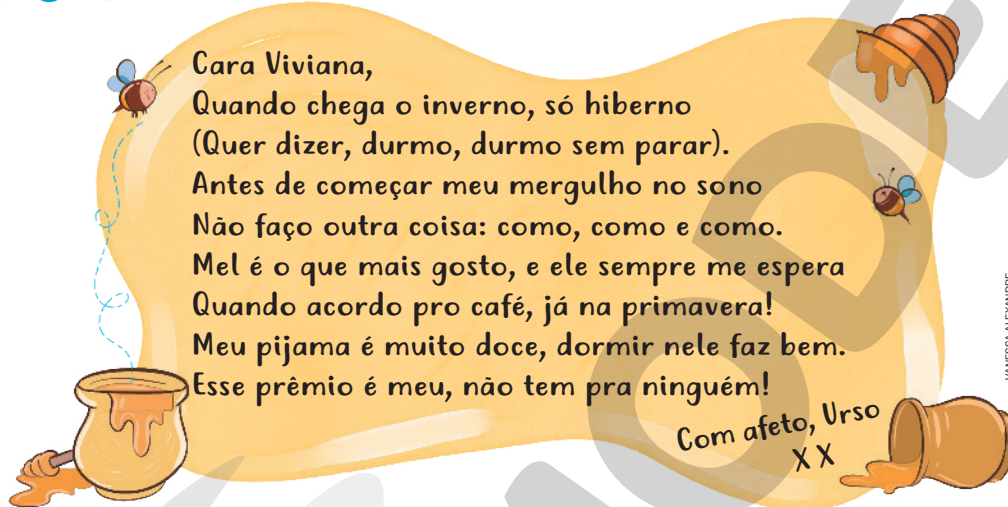 Cara Viviana,
Quando chega o inverno, só hiberno
(Quer dizer, durmo, durmo sem parar).
Antes de começar meu mergulho no sono
Não faço outra coisa: como, como e como.
Mel é o que mais gosto, e ele sempre me espera
Quando acordo pro café, já na primavera!
Meu pijama é muito doce, dormir nele faz bem.
Esse prêmio é meu, não tem pra ninguém!
Com afeto, Urso
X X